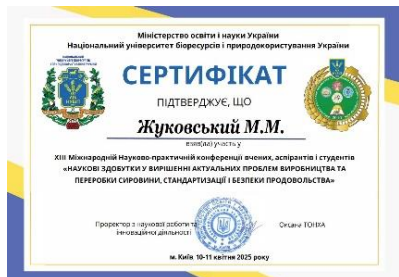 Міністерство освіти і науки України
Національний університет біоресурсів і природокористування України
СЕРТИФІКАТ
ПІДТВЕРДЖУЄ, ЩО
Жуковський М.М.
взяв(ла) участь у
XIII Міжнародній Науково-практичній конференції вчених, аспірантів і студентів
«НАУКОВІ ЗДОБУТКИ У ВИРІШЕННІ АКТУАЛЬНИХ ПРОБЛЕМ ВИРОБНИЦТВА ТА
ПЕРЕРОБКИ СИРОВИНИ, СТАНДАРТИЗАЦІЇ І БЕЗПЕКИ ПРОДОВОЛЬСТВА»
Проректор з наукової роботи та
інноваційної діяльності
Оксана ТОНХА
м. Київ 10-11 квітня 2025 року